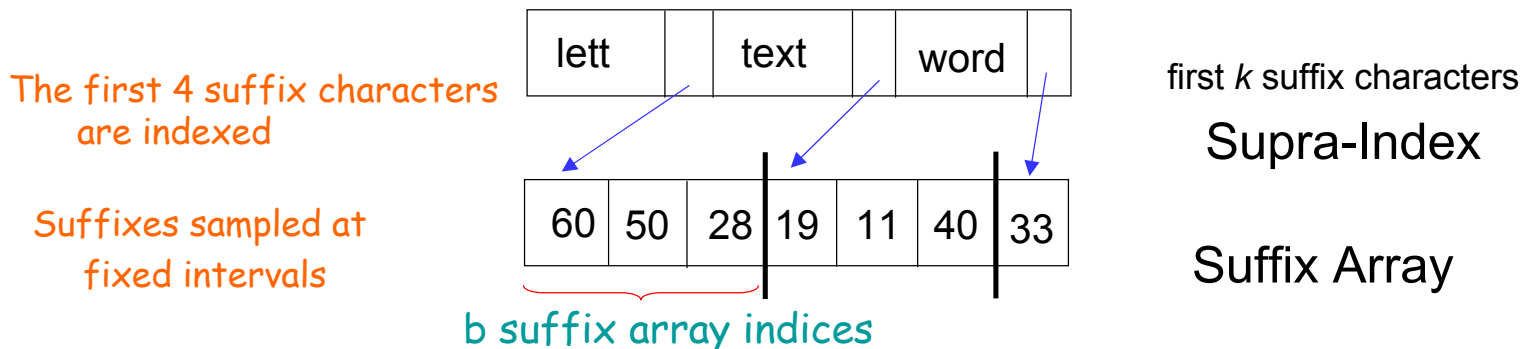 lett text word
The first 4 suffix characters
are indexed
first k suffix characters
Supra-Index
60 50 28 19 11 40 33
Suffixes sampled at
fixed intervals
Suffix Array
b suffix array indices